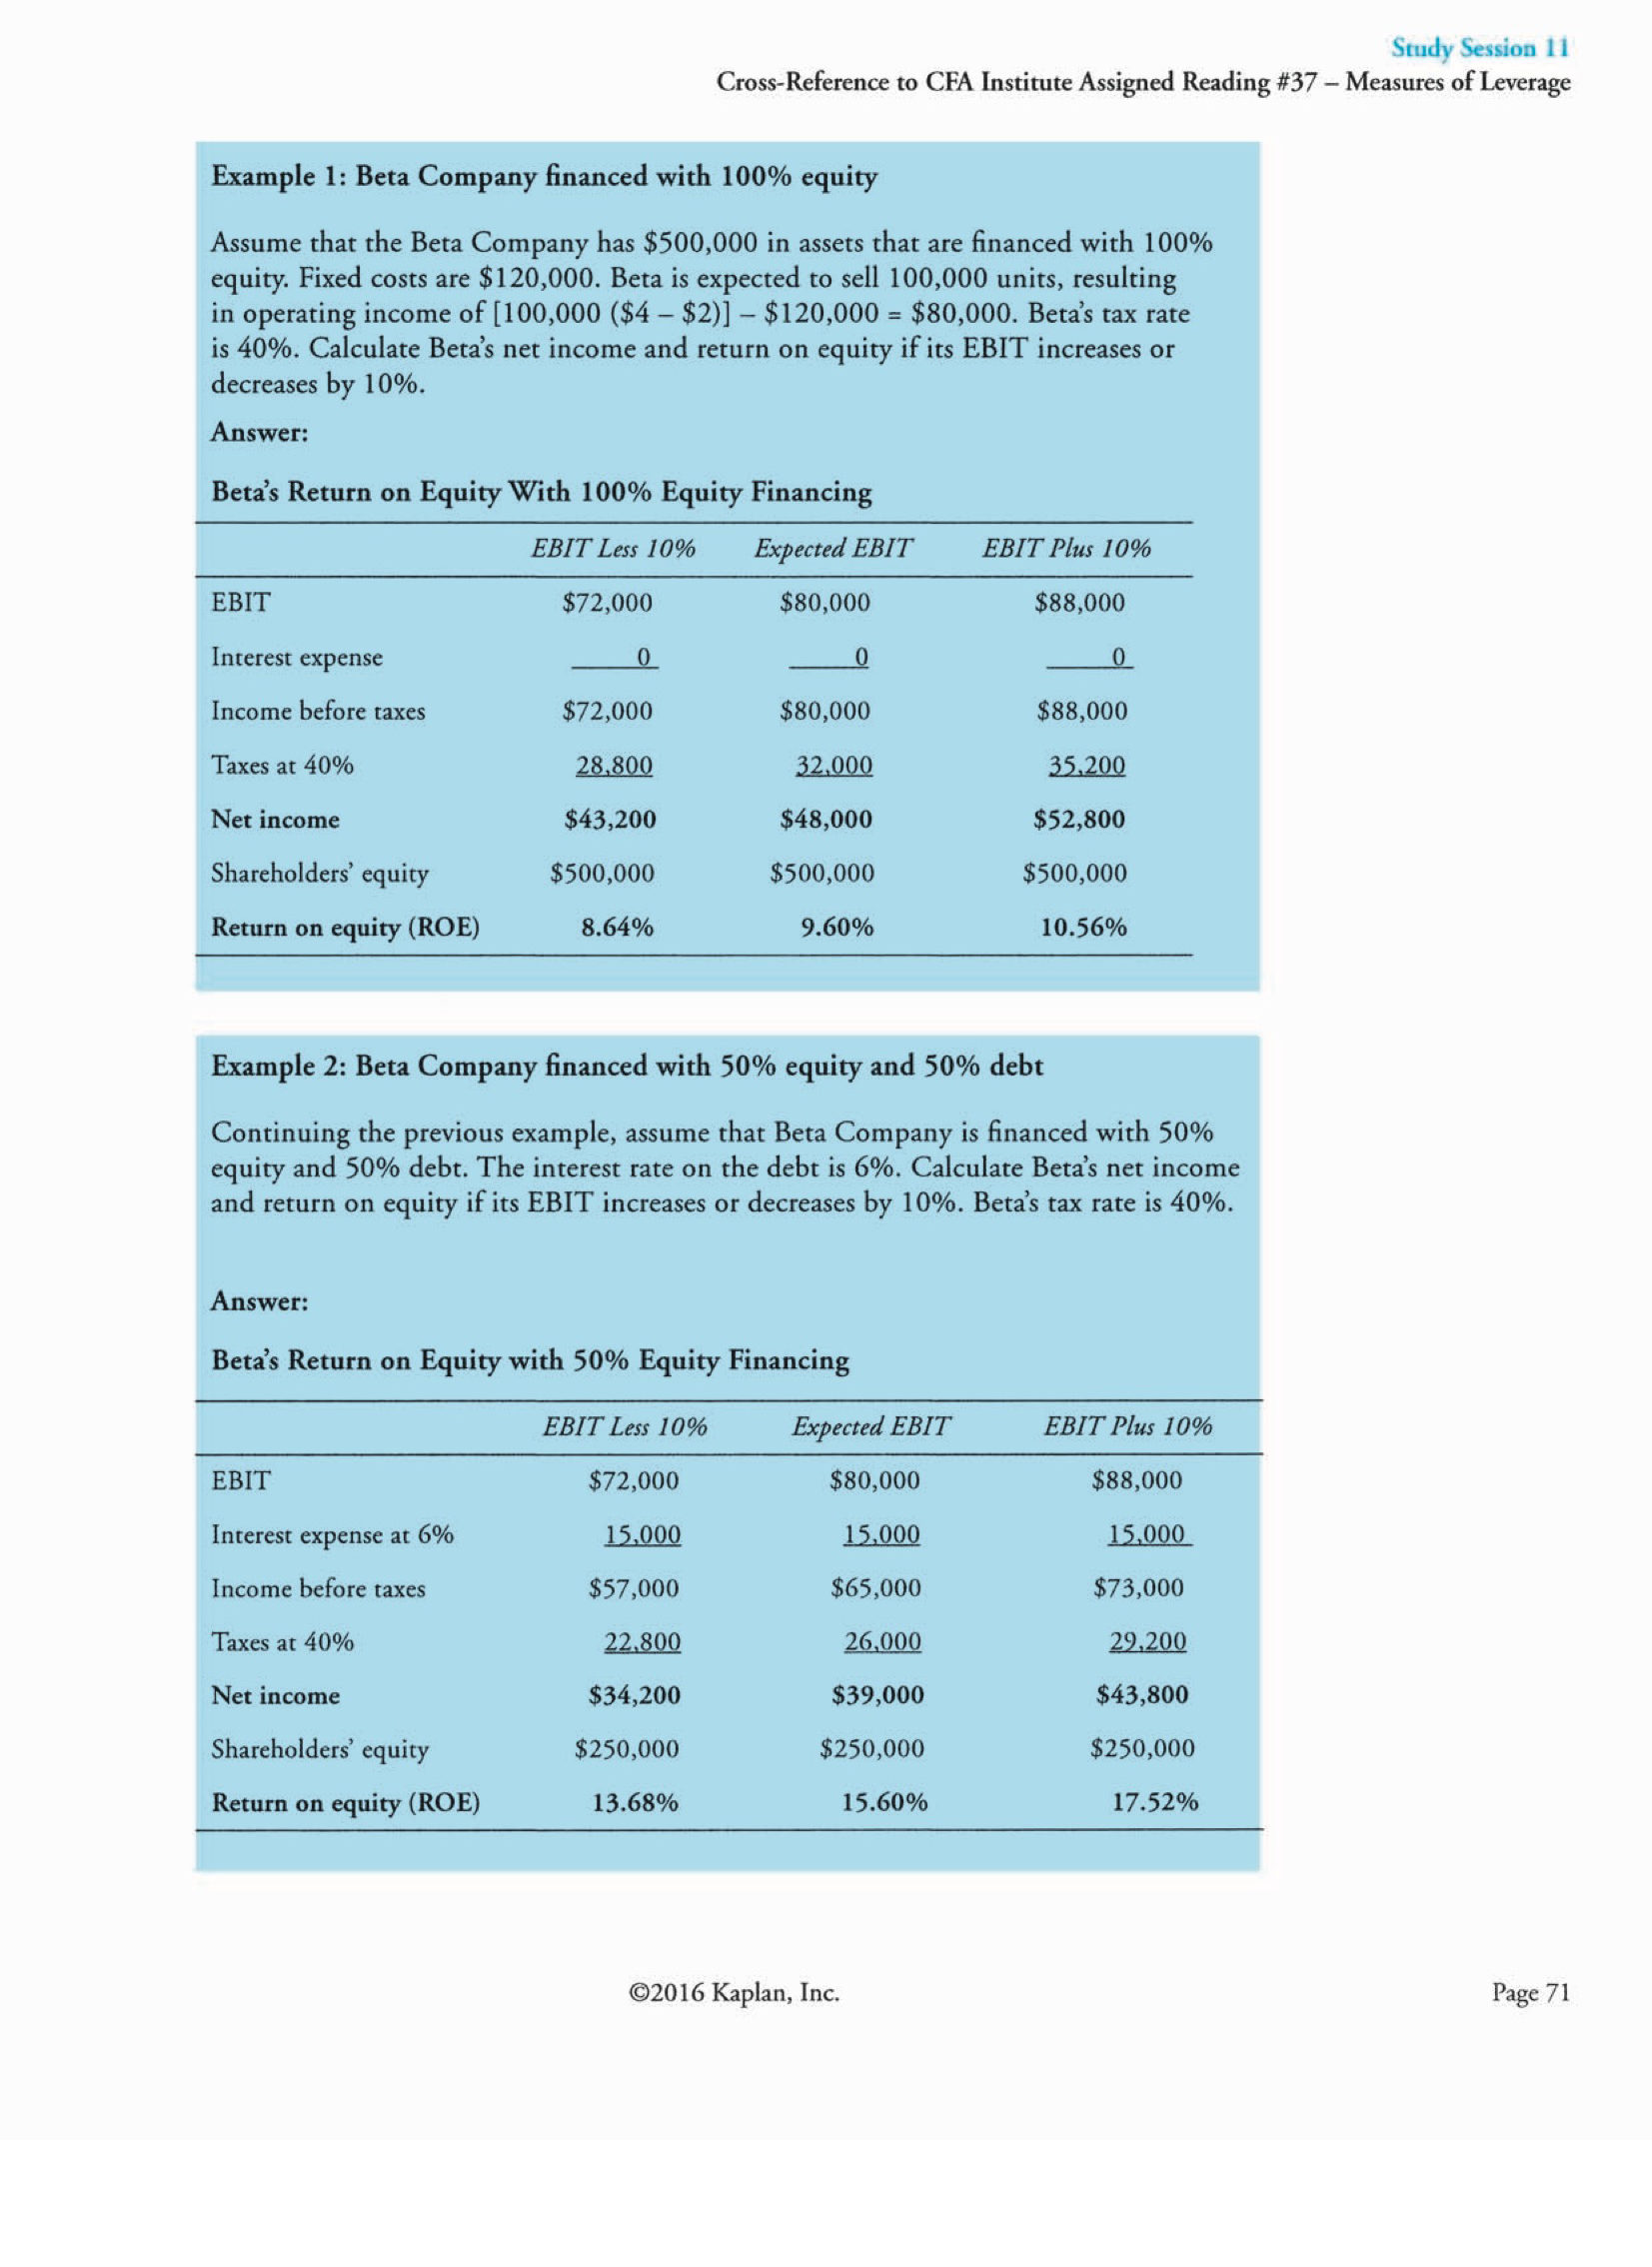 Study Session 11
Cross-Reference to CFA Institute Assigned Reading #37 – Measures of Leverage
Example 1: Beta Company financed with 100% equity
Assume that the Beta Company has $500,000 in assets that are financed with 100%
equity. Fixed costs are $120,000. Beta is expected to sell 100,000 units, resulting
in operating income of [100,000 ($4 – $2)] – $120,000 = $80,000. Beta's tax rate
is 40%. Calculate Beta's net income and return on equity if its EBIT increases or
decreases by 10%.
Answer:
Beta's Return on Equity With 100% Equity Financing
EBIT Less 10% Expected EBIT EBIT Plus 10%
EBIT $72,000 $80,000 $88,000
Interest expense 0 0 0
Income before taxes $72,000 $80,000 $88,000
Taxes at 40% 28,800 32,000 35,200
Net income $43,200 $48,000 $52,800
Shareholders' equity $500,000 $500,000 $500,000
Return on equity (ROE) 8.64% 9.60% 10.56%
Example 2: Beta Company financed with 50% equity and 50% debt
Continuing the previous example, assume that Beta Company is financed with 50%
equity and 50% debt. The interest rate on the debt is 6%. Calculate Beta's net income
and return on equity if its EBIT increases or decreases by 10%. Beta's tax rate is 40%.
Answer:
Beta's Return on Equity with 50% Equity Financing
EBIT Less 10% Expected EBIT EBIT Plus 10%
EBIT $72,000 $80,000 $88,000
Interest expense at 6% 15,000 15,000 15,000
Income before taxes $57,000 $65,000 $73,000
Taxes at 40% 22,800 26,000 29,200
Net income $34,200 $39,000 $43,800
Shareholders' equity $250,000 $250,000 $250,000
Return on equity (ROE) 13.68% 15.60% 17.52%
©2016 Kaplan, Inc.
Page 71